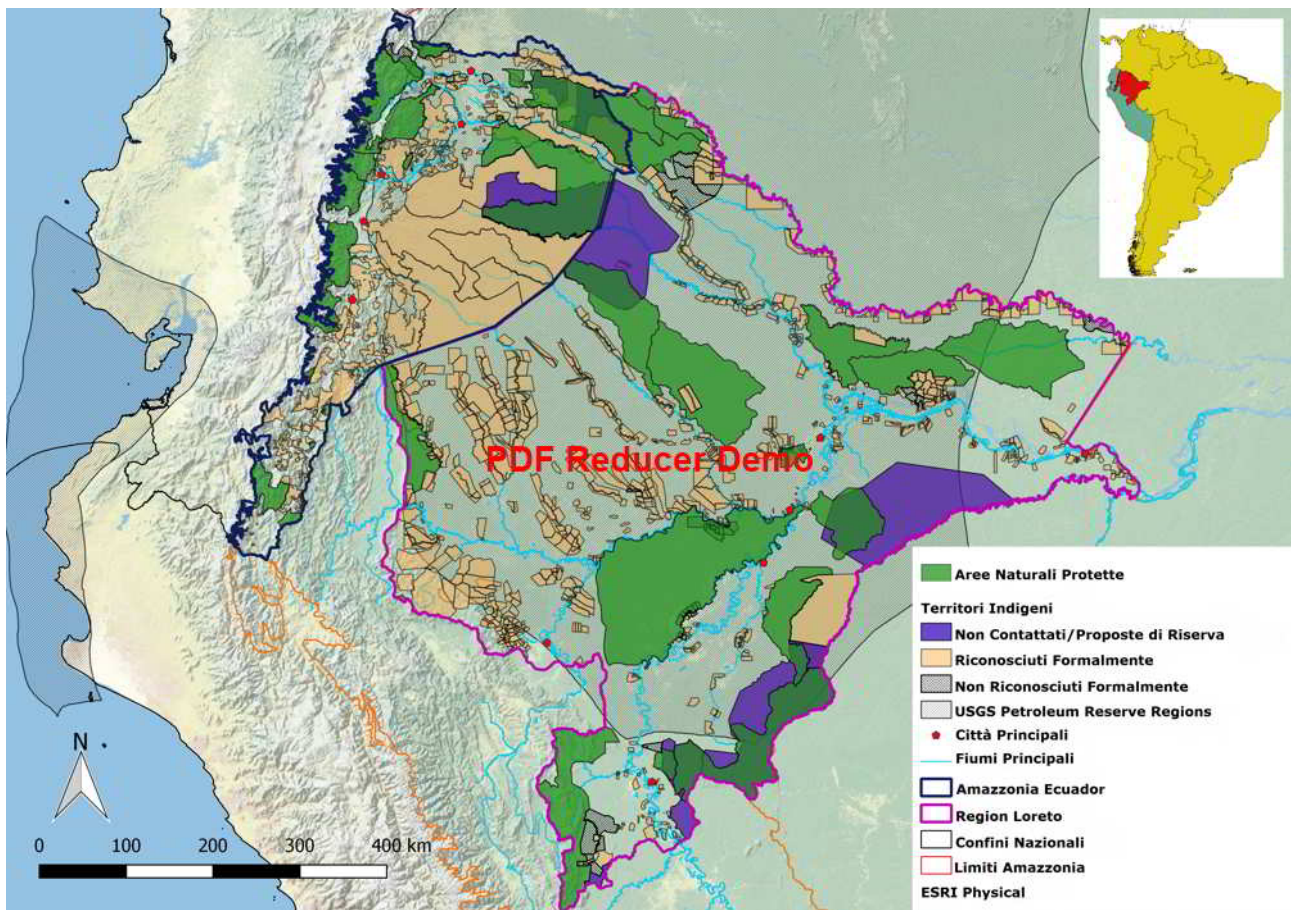 PDF Reducer Demo
Aree Naturali Protette
Territori Indigeni
Non Contattati/Proposte di Riserva
Riconosciuti Formalmente
Non Riconosciuti Formalmente
USGS Petroleum Reserve Regions
Città Principali
Fiumi Principali
Amazzonia Ecuador
Region Loreto
Confini Nazionali
Limiti Amazzonia
ESRI Physical
N
0 100 200 300 400 km